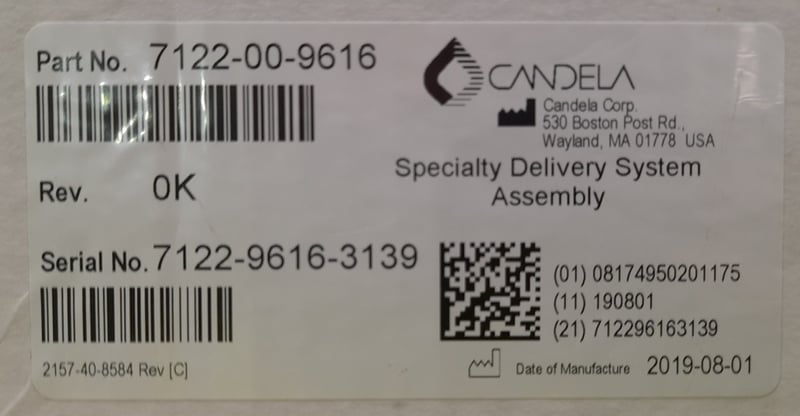 Part No. 7122-00-9616
CANDELA
Candela Corp.
530 Boston Post Rd.,
Wayland, MA 01778 USA
Specialty Delivery System
Assembly
Rev. 0K
Serial No. 7122-9616-3139
(01) 08174950201175
(11) 190801
(21) 712296163139
2157-40-8584 Rev [C]
Date of Manufacture 2019-08-01